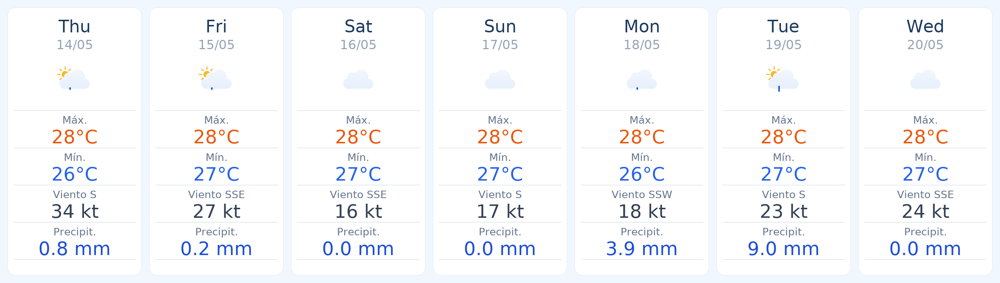 Thu
14/05
Máx.
28°C
Mín.
26°C
Viento S
34 kt
Precipit.
0.8 mm
Fri
15/05
Máx.
28°C
Mín.
27°C
Viento SSE
27 kt
Precipit.
0.2 mm
Sat
16/05
Máx.
28°C
Mín.
27°C
Viento SSE
16 kt
Precipit.
0.0 mm
Sun
17/05
Máx.
28°C
Mín.
27°C
Viento S
17 kt
Precipit.
0.0 mm
Mon
18/05
Máx.
28°C
Mín.
26°C
Viento SSW
18 kt
Precipit.
3.9 mm
Tue
19/05
Máx.
28°C
Mín.
27°C
Viento S
23 kt
Precipit.
9.0 mm
Wed
20/05
Máx.
28°C
Mín.
27°C
Viento SSE
24 kt
Precipit.
0.0 mm